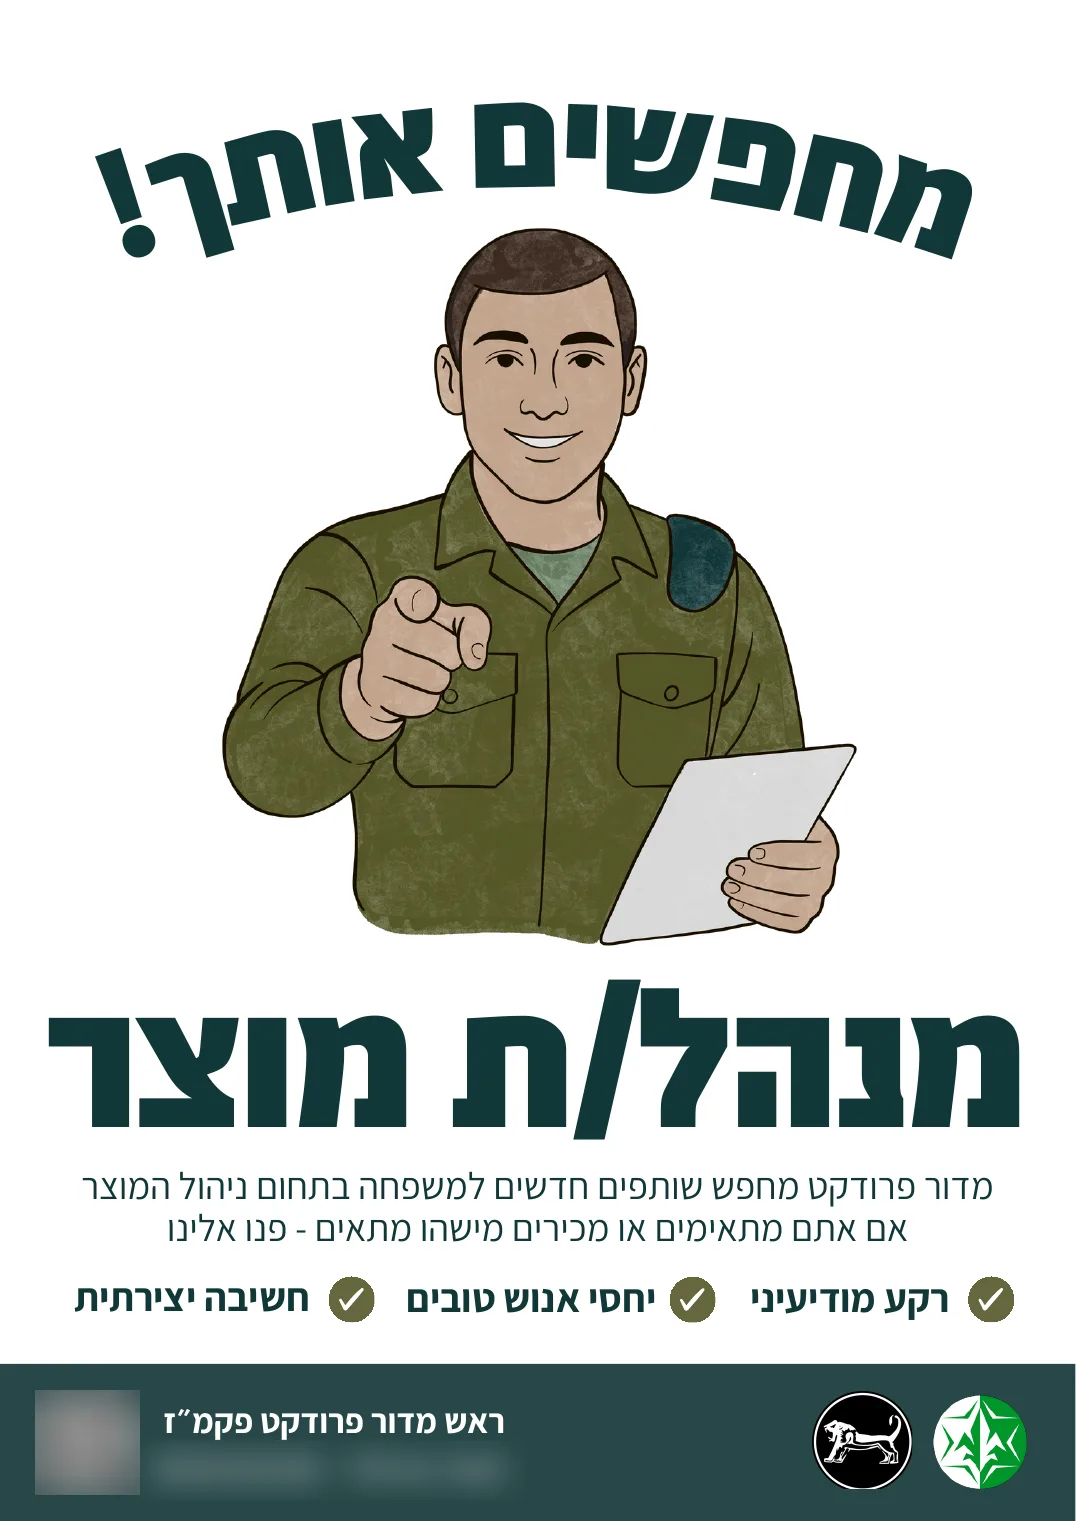 מחפשים אותך!
מנהל/ת מוצר
מדור פרודקט מחפש שותפים חדשים למשפחה בתחום ניהול המוצר
אם אתם מתאימים או מכירים מישהו מתאים - פנו אלינו
רקע מודיעיני
יחסי אנוש טובים
חשיבה יצירתית
ראש מדור פרודקט פקמ״ז